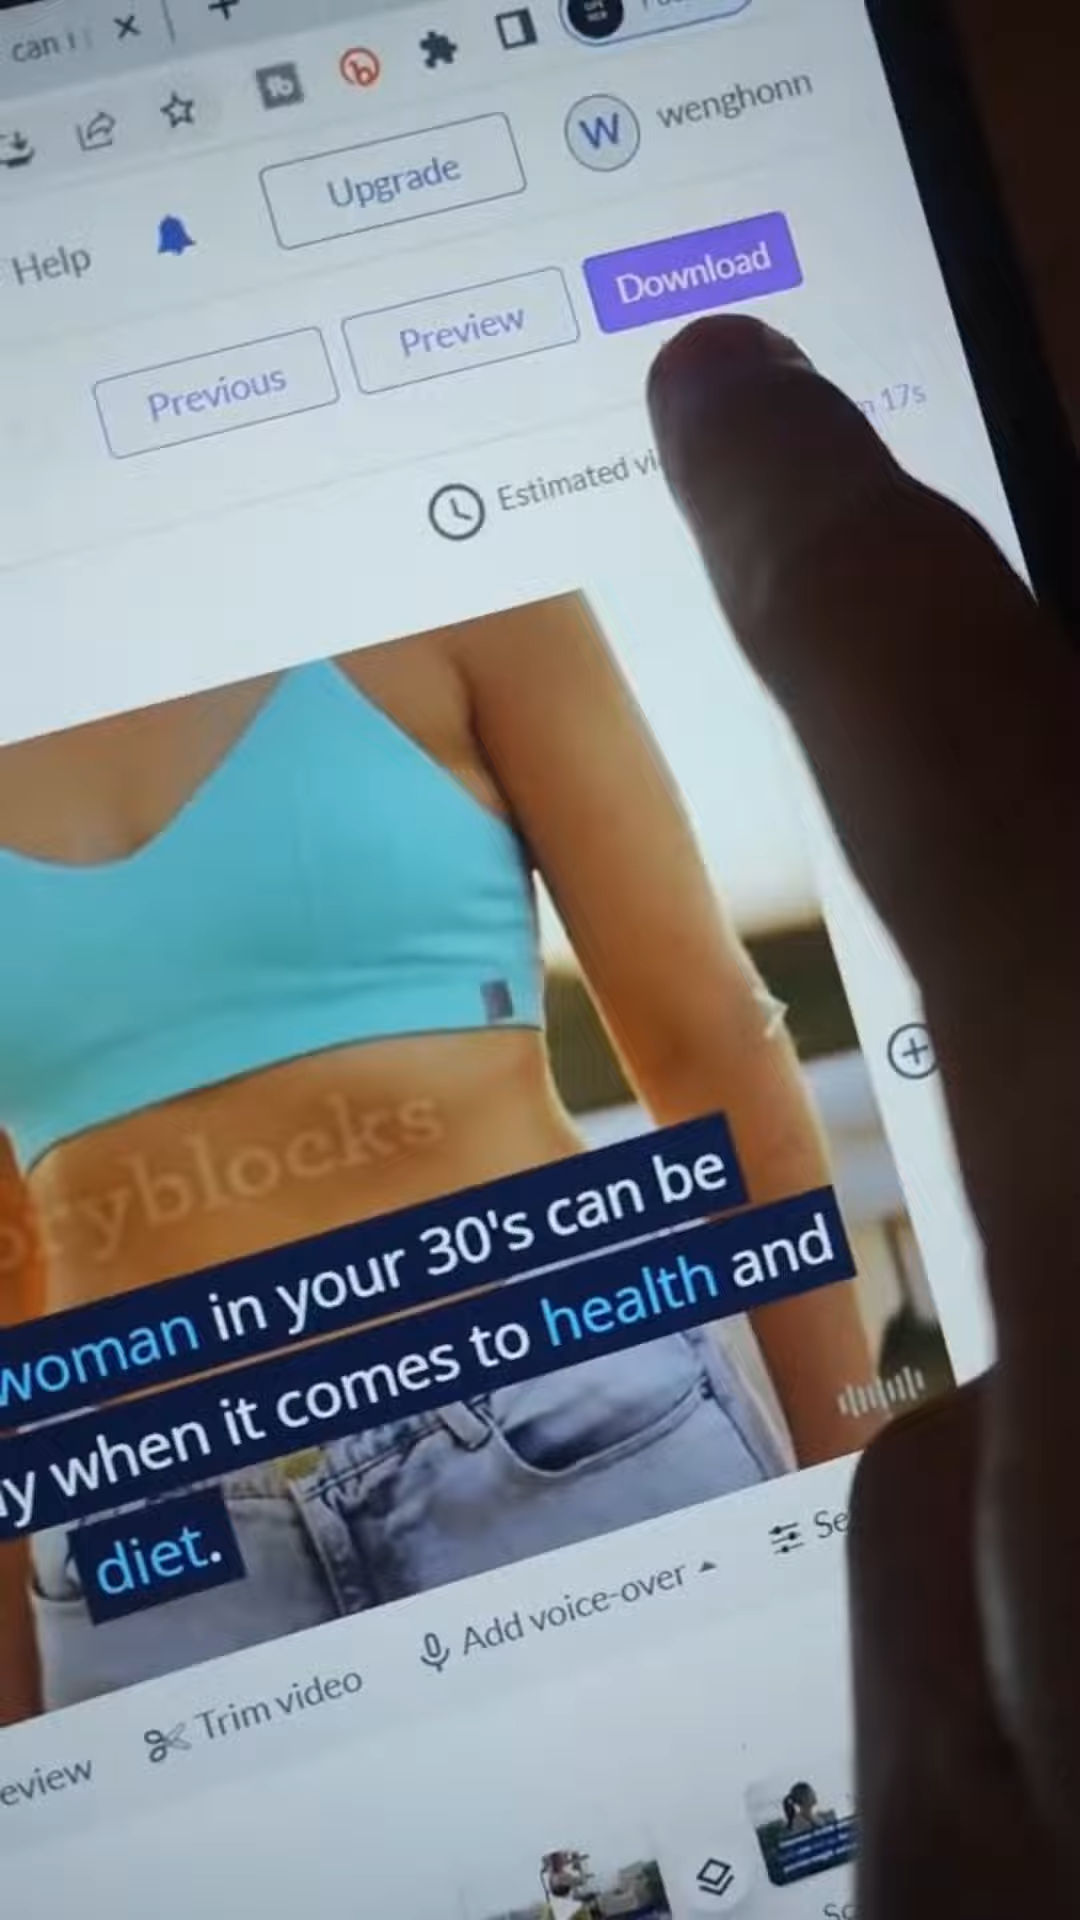 can I
wenghonn
W
Upgrade
Help
Download
Preview
Previous
17s
Estimated
oryblocks
woman in your 30's can be
when it comes to health and
diet.
Add voice-over
Trim video